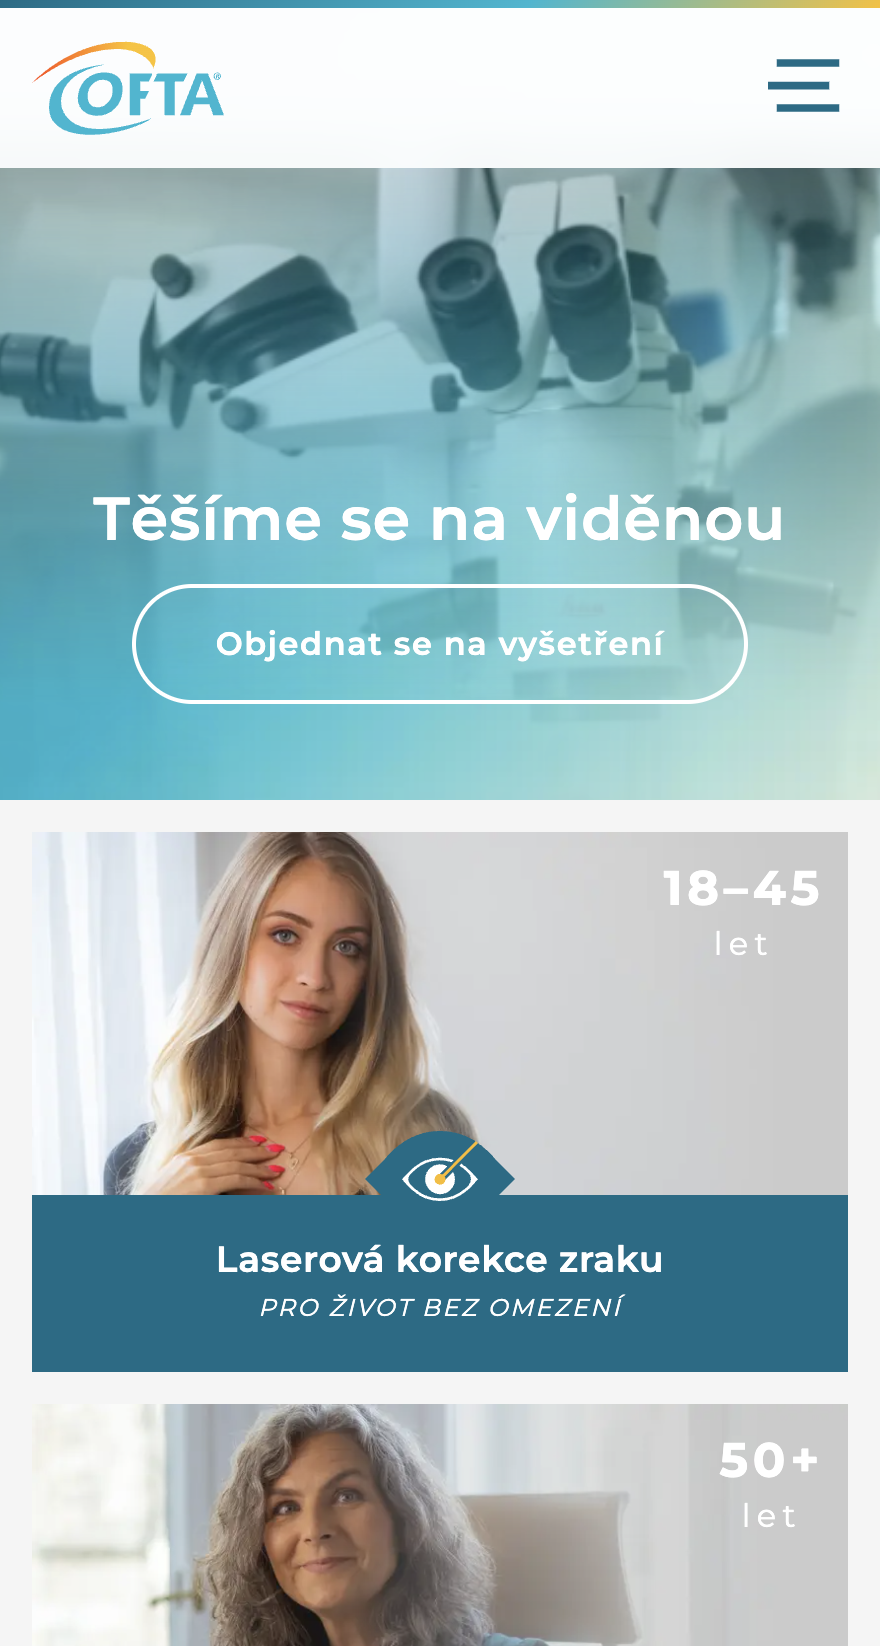 OFTA®
Těšíme se na viděnou
Objednat se na vyšetření
18–45
let
Laserová korekce zraku
PRO ŽIVOT BEZ OMEZENÍ
50+
let